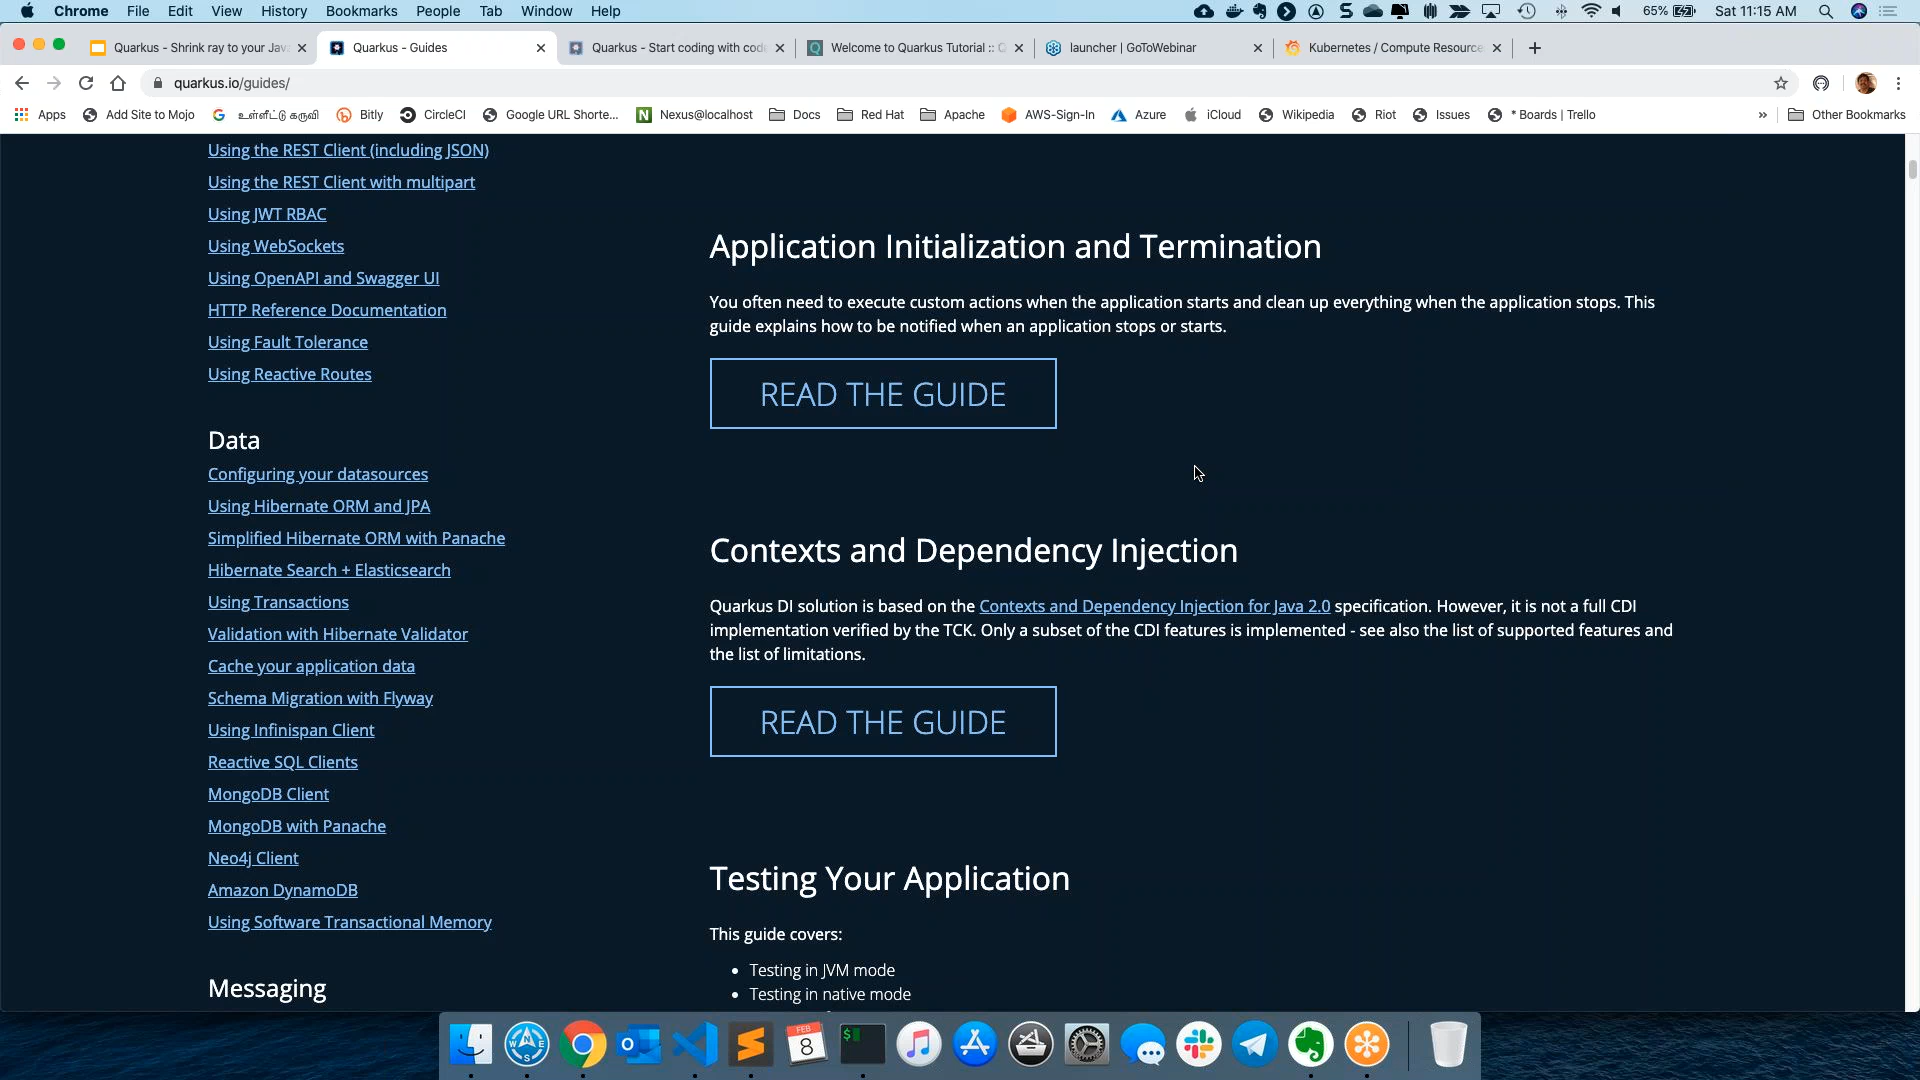 Chrome File Edit View History Bookmarks People Tab Window Help
65% Sat 11:15 AM
Quarkus - Shrink ray to your Java
Quarkus - Guides
Quarkus - Start coding with code
Welcome to Quarkus Tutorial ::
launcher | GoToWebinar
Kubernetes / Compute Resource
quarkus.io/guides/
Apps
Add Site to Mojo
உள்ளீட்டு கருவி
Bitly
CircleCI
Google URL Shorte...
Nexus@localhost
Docs
Red Hat
Apache
AWS-Sign-In
Azure
iCloud
Wikipedia
Riot
Issues
* Boards | Trello
»
Other Bookmarks
Using the REST Client (including JSON)
Using the REST Client with multipart
Using JWT RBAC
Using WebSockets
Using OpenAPI and Swagger UI
HTTP Reference Documentation
Using Fault Tolerance
Using Reactive Routes
Data
Configuring your datasources
Using Hibernate ORM and JPA
Simplified Hibernate ORM with Panache
Hibernate Search + Elasticsearch
Using Transactions
Validation with Hibernate Validator
Cache your application data
Schema Migration with Flyway
Using Infinispan Client
Reactive SQL Clients
MongoDB Client
MongoDB with Panache
Neo4j Client
Amazon DynamoDB
Using Software Transactional Memory
Messaging
Application Initialization and Termination
You often need to execute custom actions when the application starts and clean up everything when the application stops. This
guide explains how to be notified when an application stops or starts.
READ THE GUIDE
Contexts and Dependency Injection
Quarkus DI solution is based on the Contexts and Dependency Injection for Java 2.0 specification. However, it is not a full CDI
implementation verified by the TCK. Only a subset of the CDI features is implemented - see also the list of supported features and
the list of limitations.
READ THE GUIDE
Testing Your Application
This guide covers:
• Testing in JVM mode
• Testing in native mode
FEB
8